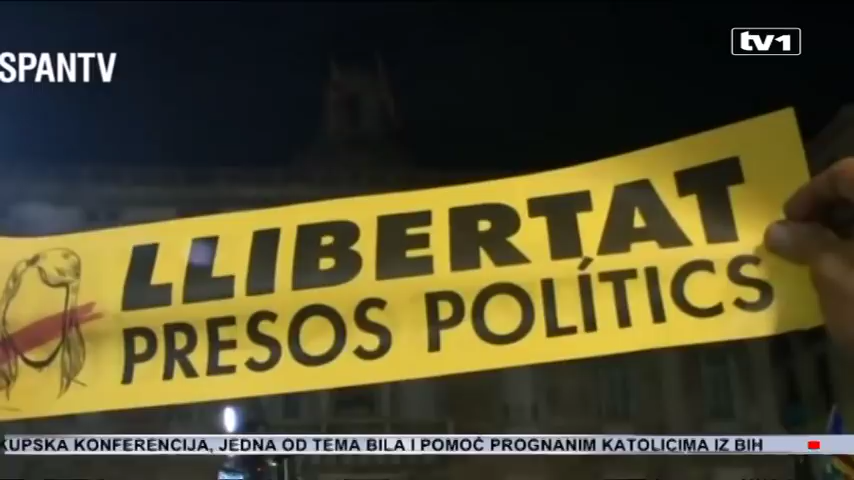 SPANTV
tv1
LLIBERTAT
PRESOS POLÍTICS
KUPSKA KONFERENCIJA, JEDNA OD TEMA BILA I POMOĆ PROGNANIM KATOLICIMA IZ BIH